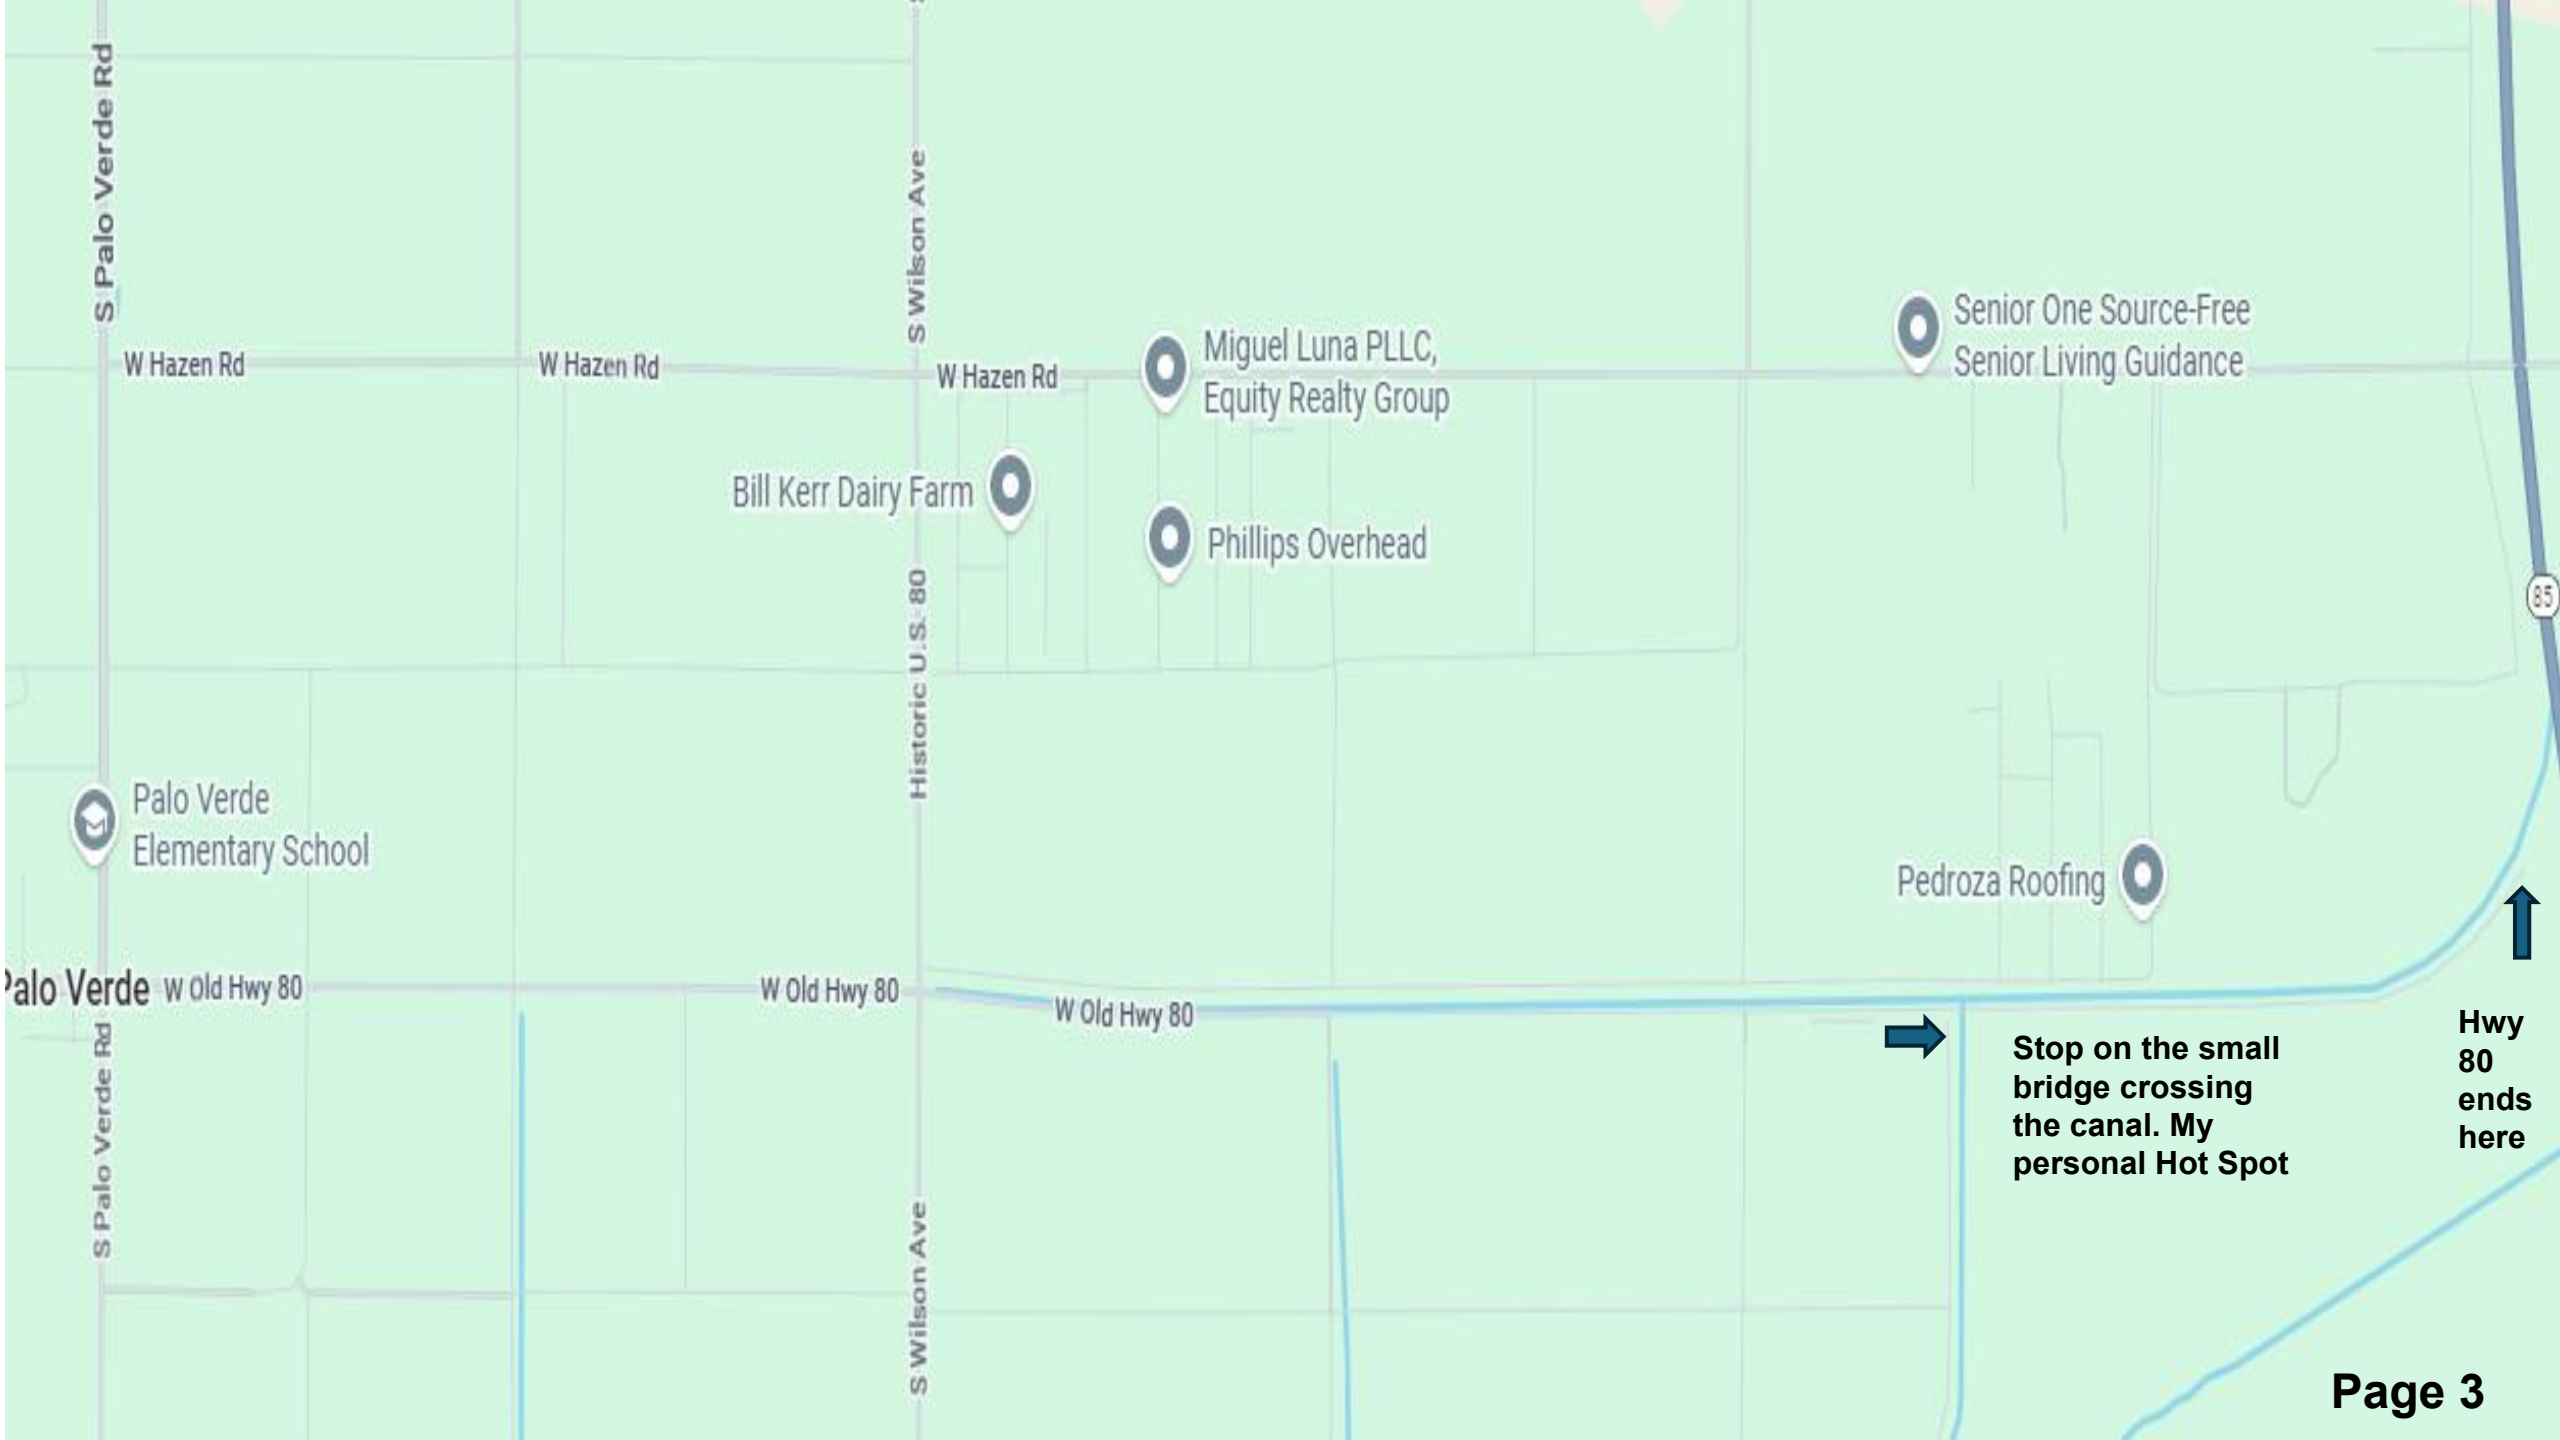 S Palo Verde Rd
S Wilson Ave
W Hazen Rd
W Hazen Rd
W Hazen Rd
Miguel Luna PLLC,
Equity Realty Group
Senior One Source-Free
Senior Living Guidance
Bill Kerr Dairy Farm
Phillips Overhead
Historic U.S. 80
85
Palo Verde
Elementary School
Pedroza Roofing
Palo Verde
W Old Hwy 80
W Old Hwy 80
W Old Hwy 80
S Palo Verde Rd
S Wilson Ave
Stop on the small
bridge crossing
the canal. My
personal Hot Spot
Hwy
80
ends
here
Page 3